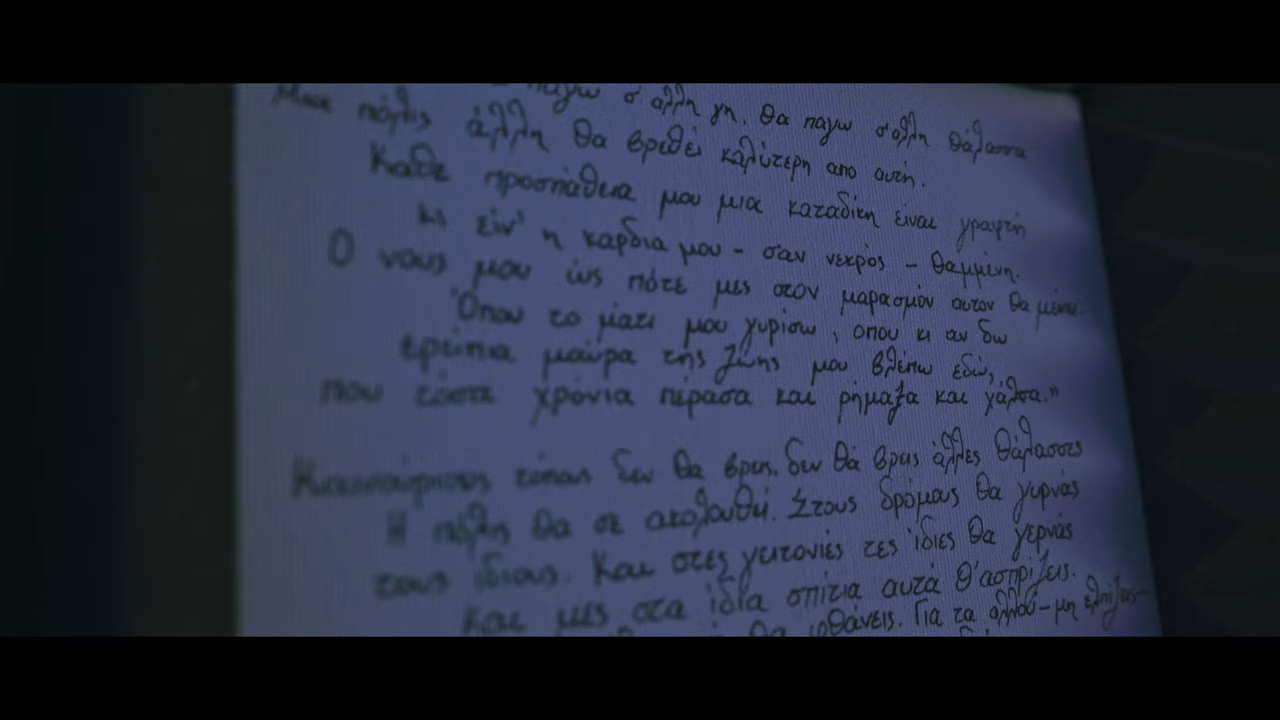 πάγω σ' άλλη γη, θα πάγω σ' άλλη θάλασσα
Μια πόλις άλλη θα βρεθεί καλύτερη απο αυτή.
Καθε προσπάθεια μου μια καταδίκη είναι γραφτή
κι είν' η καρδια μου - σαν νεκρός - θαμμένη.
Ο νους μου ώς πότε μες στον μαρασμόν αυτον θα μένει.
Όπου το μάτι μου γυρίσω, οπου κι αν δω
ερείπια μαύρα της ζωής μου βλέπω εδώ,
που τόσα χρόνια πέρασα και ρήμαξα και χάλασα."
Καινούριους τόπους δεν θα βρεις, δεν θά βρεις άλλες θάλασσες
Η πόλις θα σε ακολουθεί. Στους δρόμους θα γυρνάς
τους ίδιους. Και στες γειτονιές τες ίδιες θα γερνάς
και μες στα ίδια σπίτια αυτά θ' ασπρίζεις.
θα φθάνεις. Για τα αλλού - μη ελπίζεις -